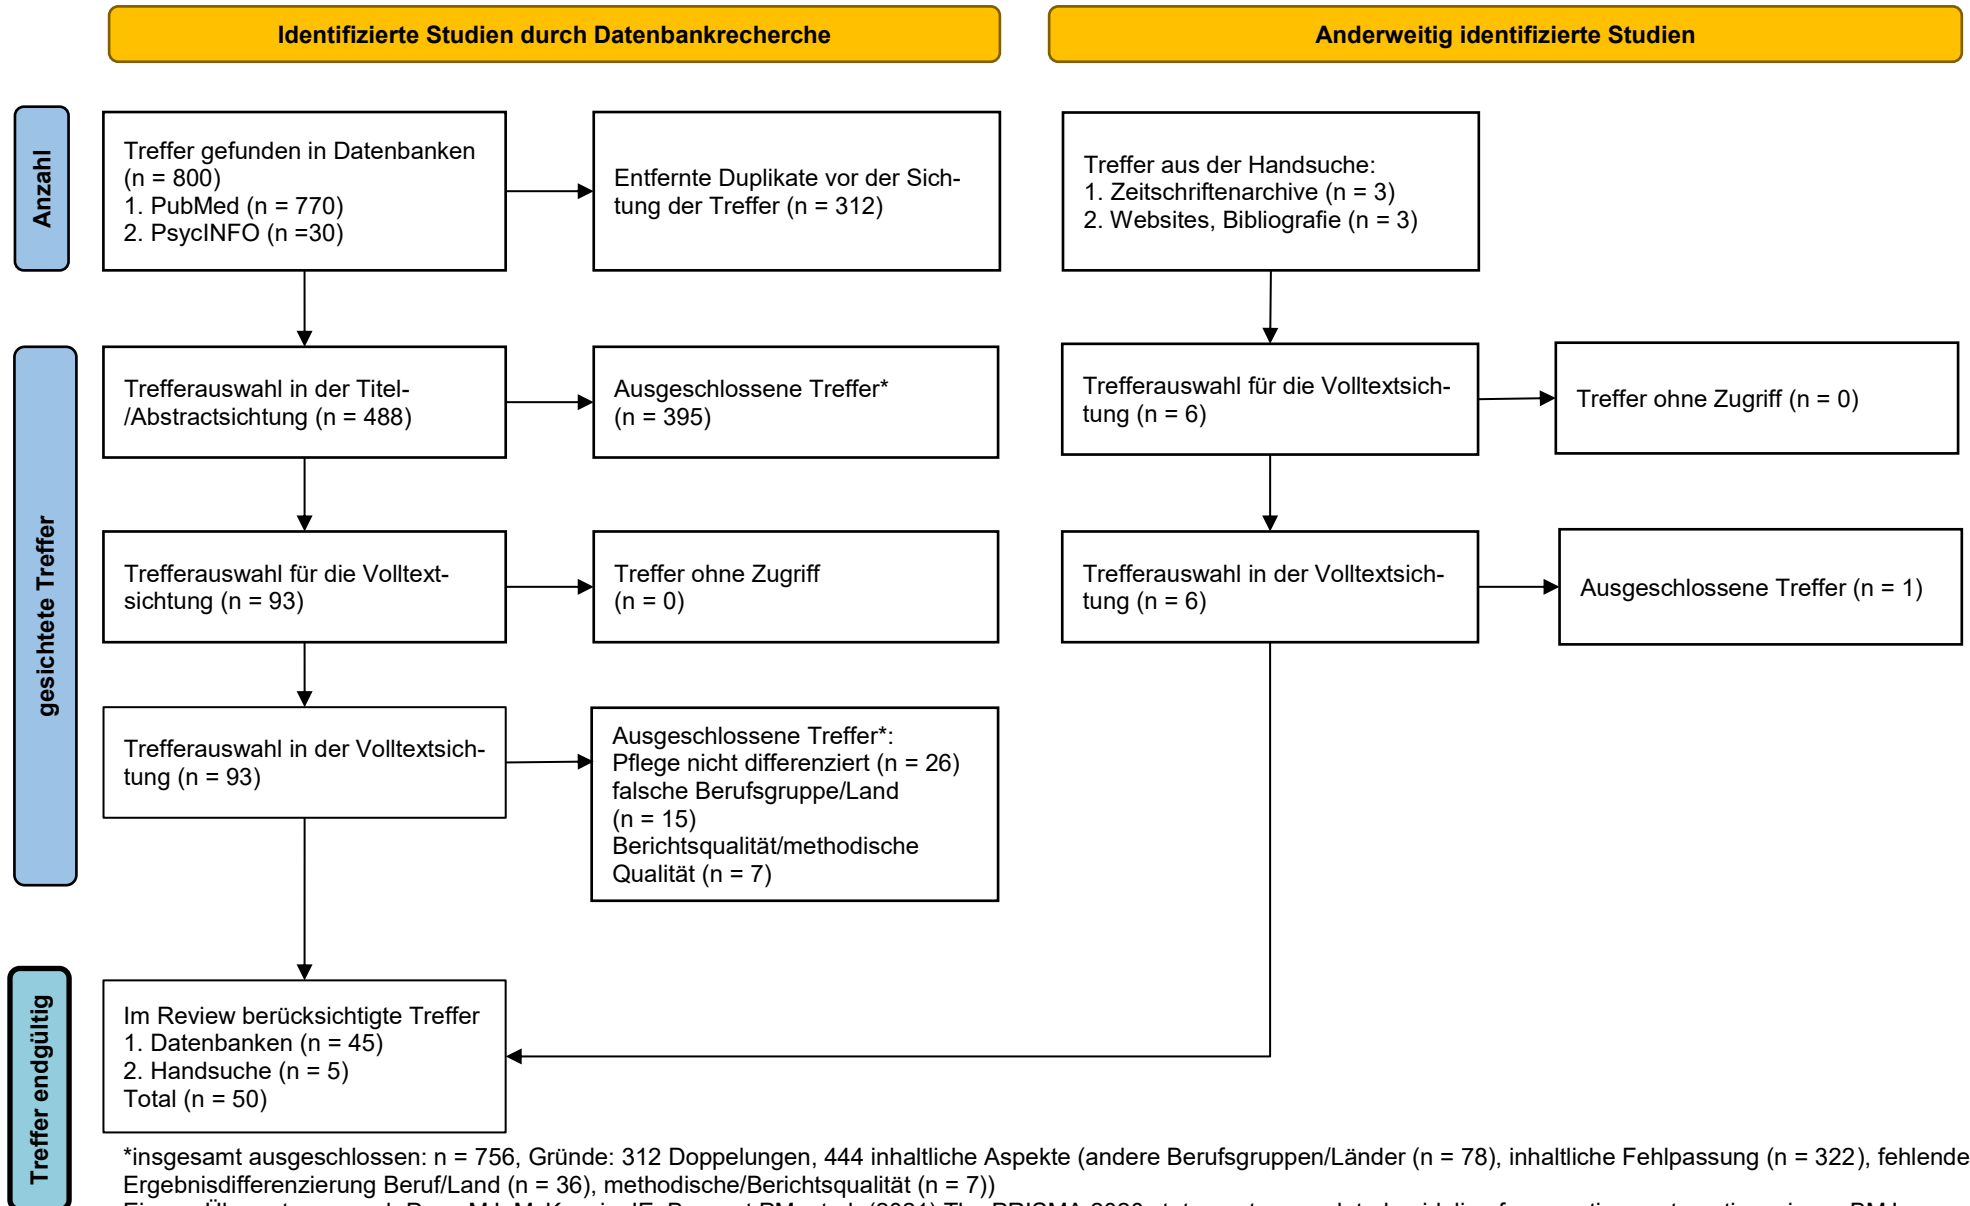 Identifizierte Studien durch Datenbankrecherche
Anderweitig identifizierte Studien
Anzahl
Treffer gefunden in Datenbanken
(n = 800)
1. PubMed (n = 770)
2. PsycINFO (n =30)
Entfernte Duplikate vor der Sich-
tung der Treffer (n = 312)
Treffer aus der Handsuche:
1. Zeitschriftenarchive (n = 3)
2. Websites, Bibliografie (n = 3)
gesichtete Treffer
Trefferauswahl in der Titel-
/Abstractsichtung (n = 488)
Ausgeschlossene Treffer*
(n = 395)
Trefferauswahl für die Volltextsich-
tung (n = 6)
Treffer ohne Zugriff (n = 0)
Trefferauswahl für die Volltext-
sichtung (n = 93)
Treffer ohne Zugriff
(n = 0)
Trefferauswahl in der Volltextsich-
tung (n = 6)
Ausgeschlossene Treffer (n = 1)
Trefferauswahl in der Volltextsich-
tung (n = 93)
Ausgeschlossene Treffer*:
Pflege nicht differenziert (n = 26)
falsche Berufsgruppe/Land
(n = 15)
Berichtsqualität/methodische
Qualität (n = 7)
Treffer endgültig
Im Review berücksichtigte Treffer
1. Datenbanken (n = 45)
2. Handsuche (n = 5)
Total (n = 50)
*insgesamt ausgeschlossen: n = 756, Gründe: 312 Doppelungen, 444 inhaltliche Aspekte (andere Berufsgruppen/Länder (n = 78), inhaltliche Fehlpassung (n = 322), fehlende
Ergebnisdifferenzierung Beruf/Land (n = 36), methodische/Berichtsqualität (n = 7))